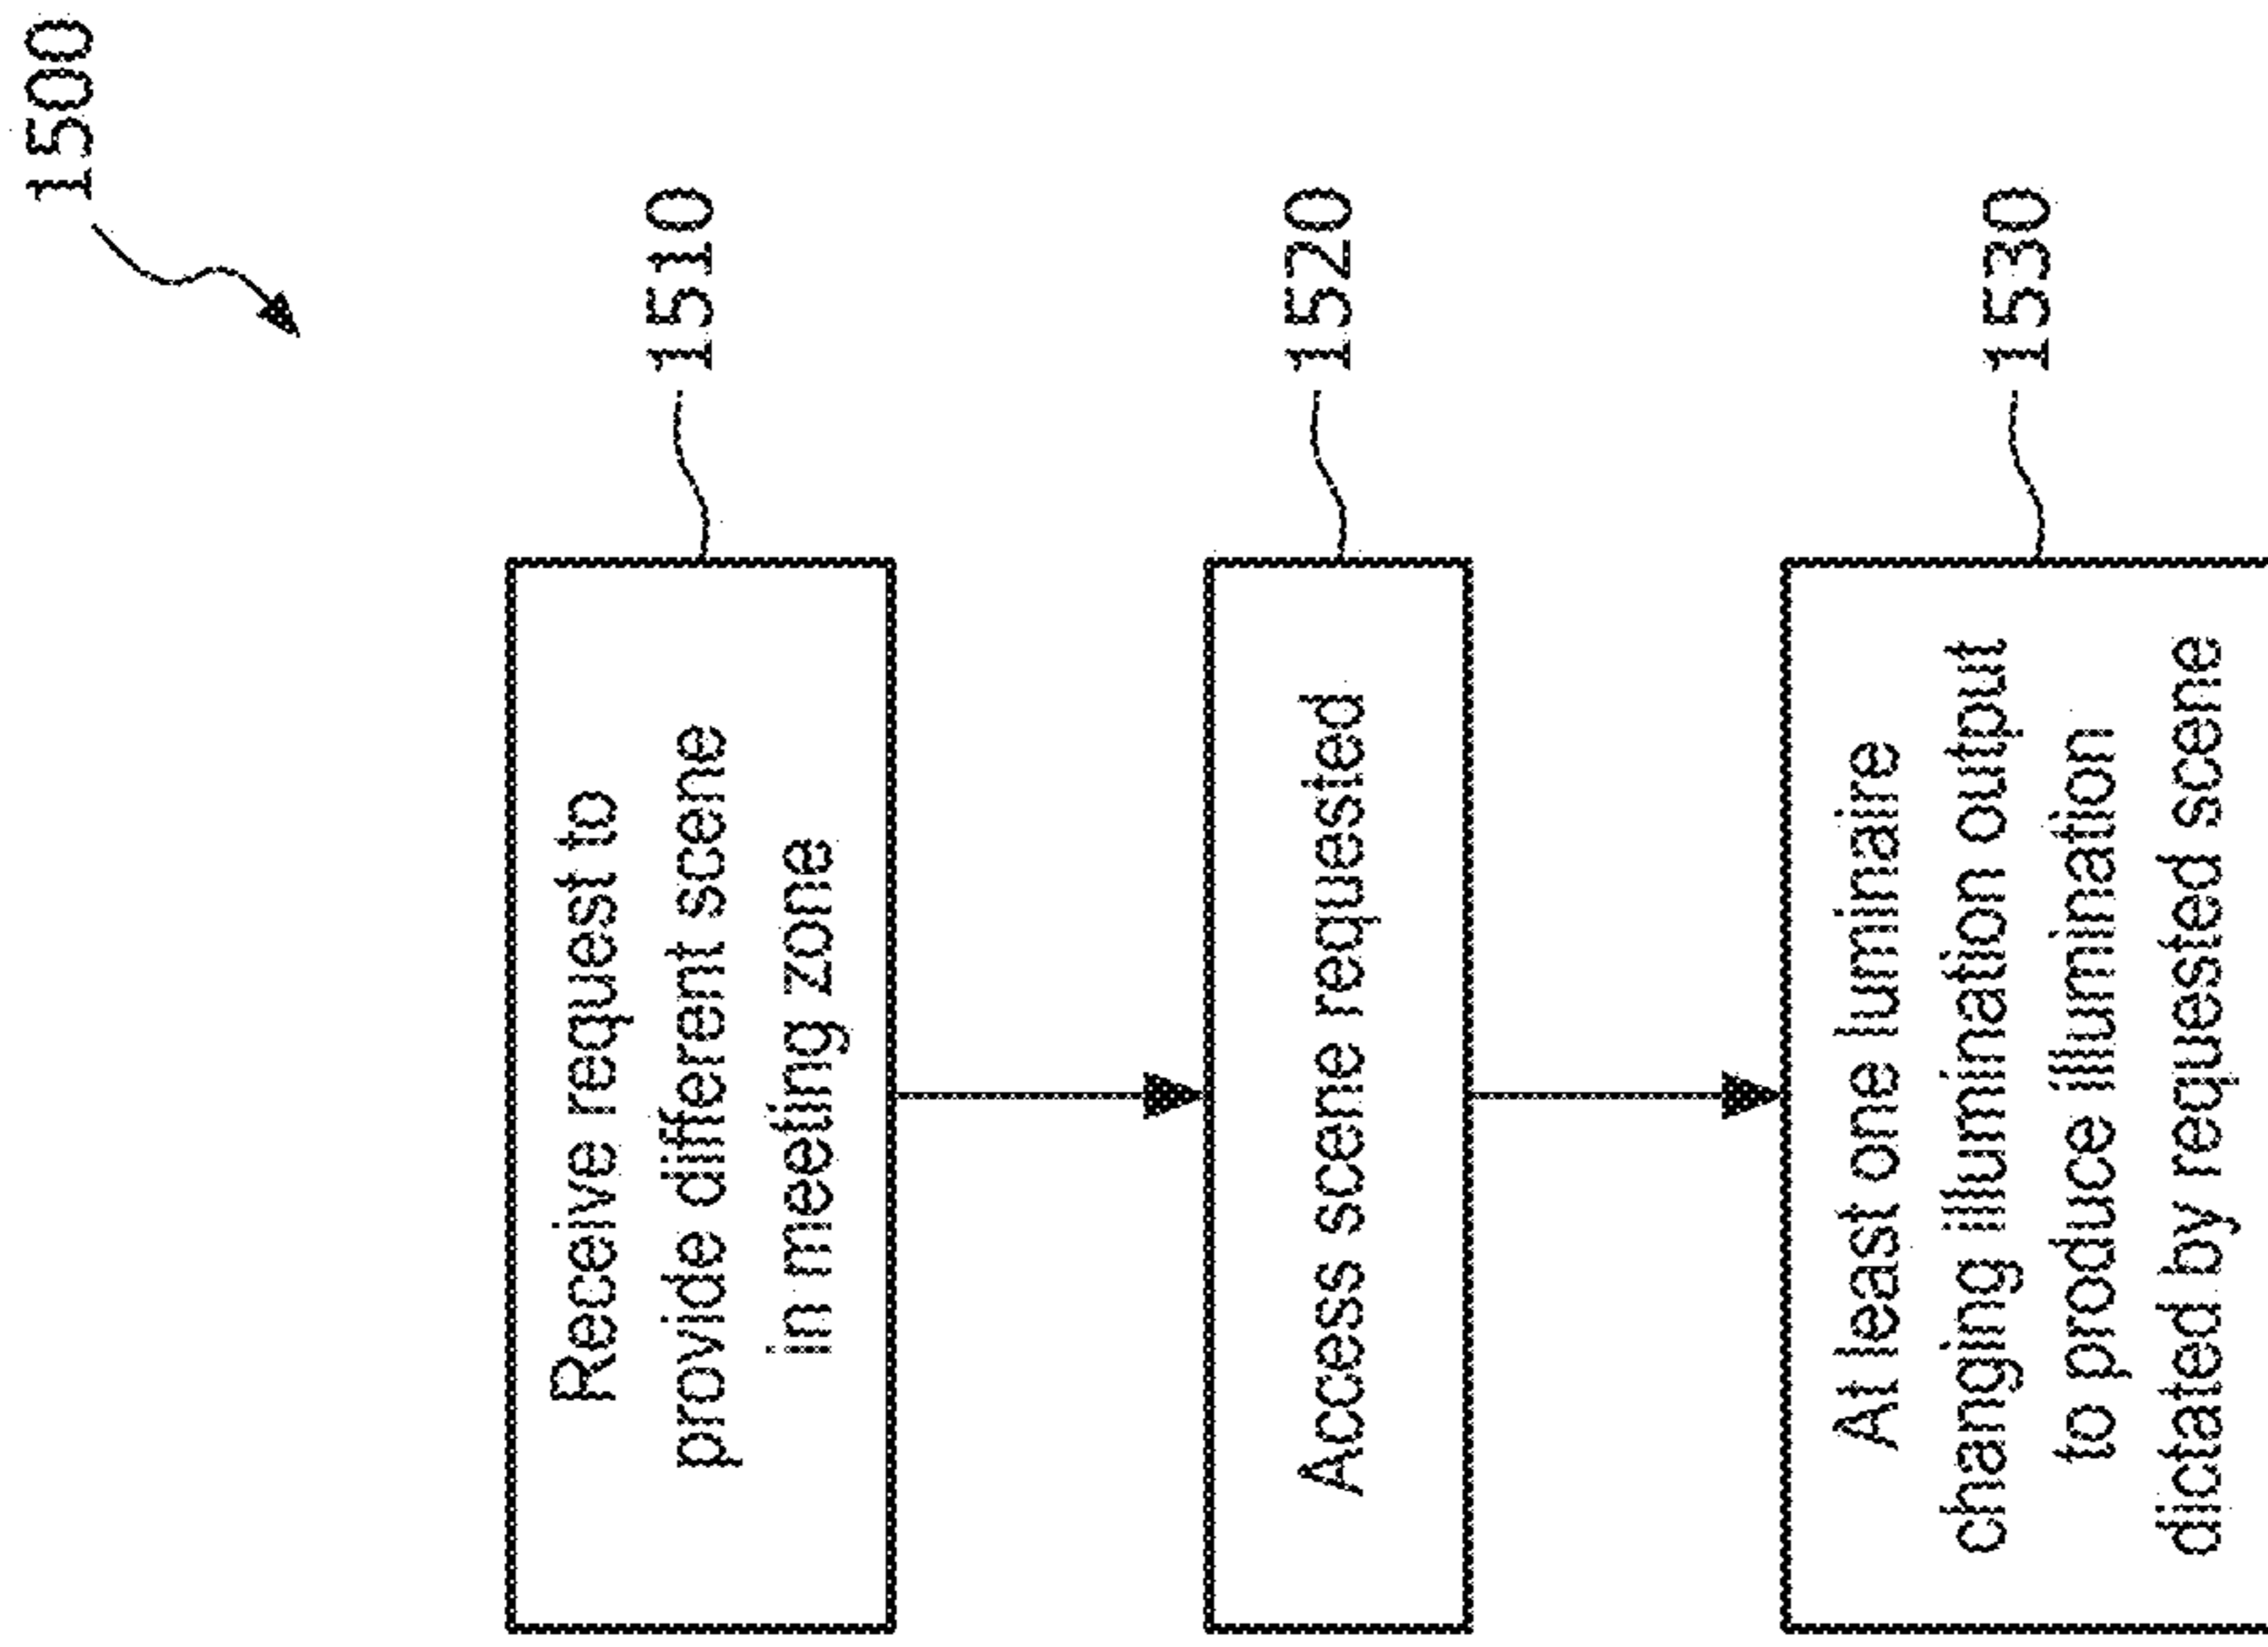 1500
Receive request to
provide different scene
in meeting zone
1510
Access scene requested
1520
At least one luminaire
changing illumination output
to produce illumination
dictated by requested scene
1530